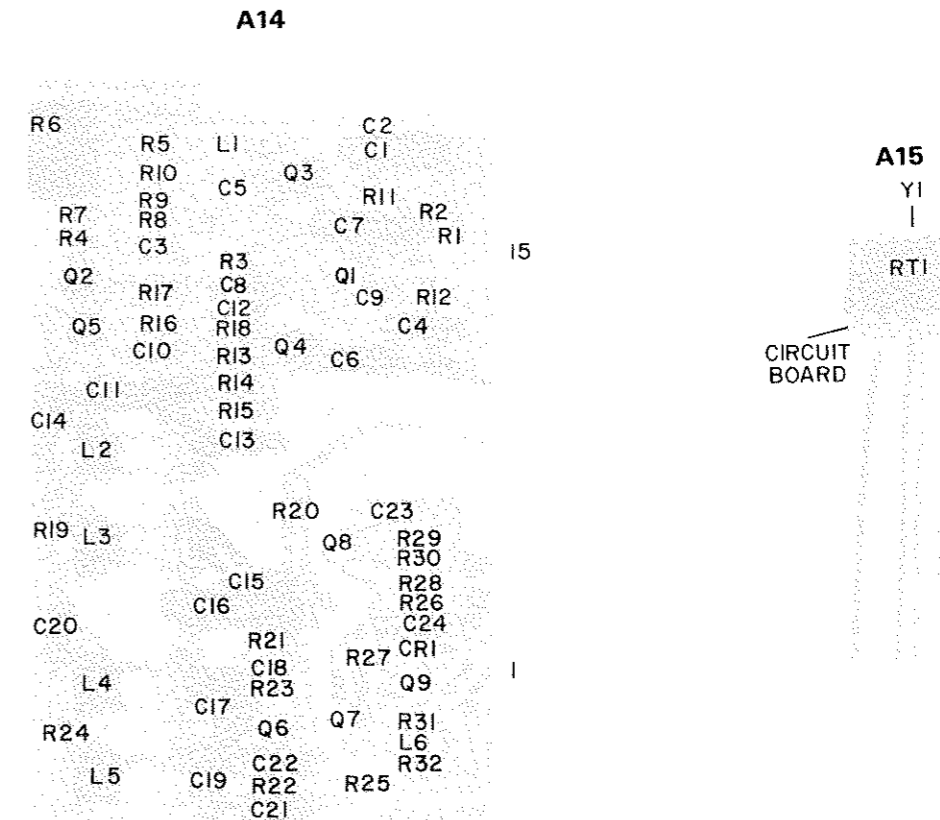 A14
R6
C2
R5 L1 C1
R10 Q3
C5
R9 R11
R7 R8 R2
C7
R4 C3 R1
15
R3
Q2 C8 Q1
R17 C9 R12
C12
Q5 R16 R18 C4
C10 R13 Q4 C6
C11 R14
C14 R15
L2 C13
R20 C23
R19 L3 Q8 R29
R30
C15 R28
C16 R26
C20 C24
R21 CR1
R27
C18 1
L4 R23 Q9
C17
R24 Q6 Q7 R31
L6
C22 R32
L5 C19 R22 R25
C21
A15
Y1
RT1
CIRCUIT
BOARD